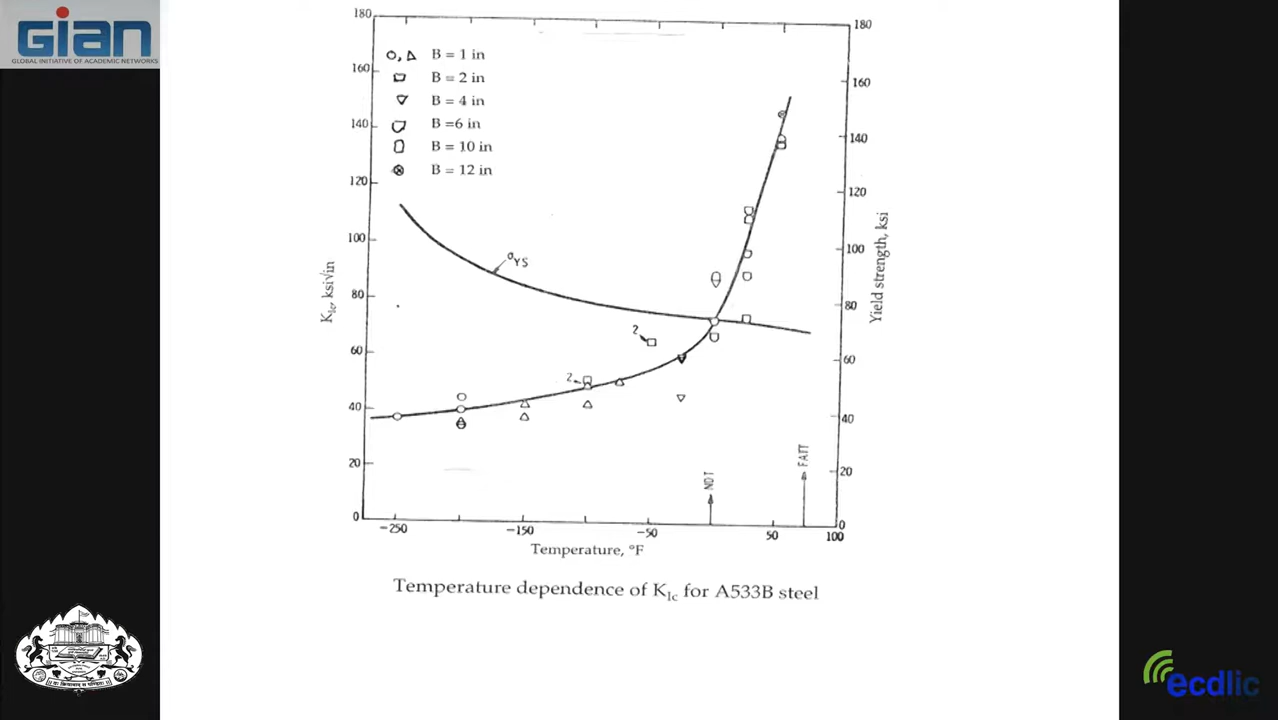 GIAN
GLOBAL INITIATIVE OF ACADEMIC NETWORKS
180
160
140
120
100
80
60
40
20
0
K_Ic, ksi√in
B = 1 in
B = 2 in
B = 4 in
B =6 in
B = 10 in
B = 12 in
σYS
2
2
NDT
FATT
180
160
140
120
100
80
60
40
20
0
Yield strength, ksi
−250 −150 −50 50 100
Temperature, °F
Temperature dependence of K_Ic for A533B steel
ecdlic